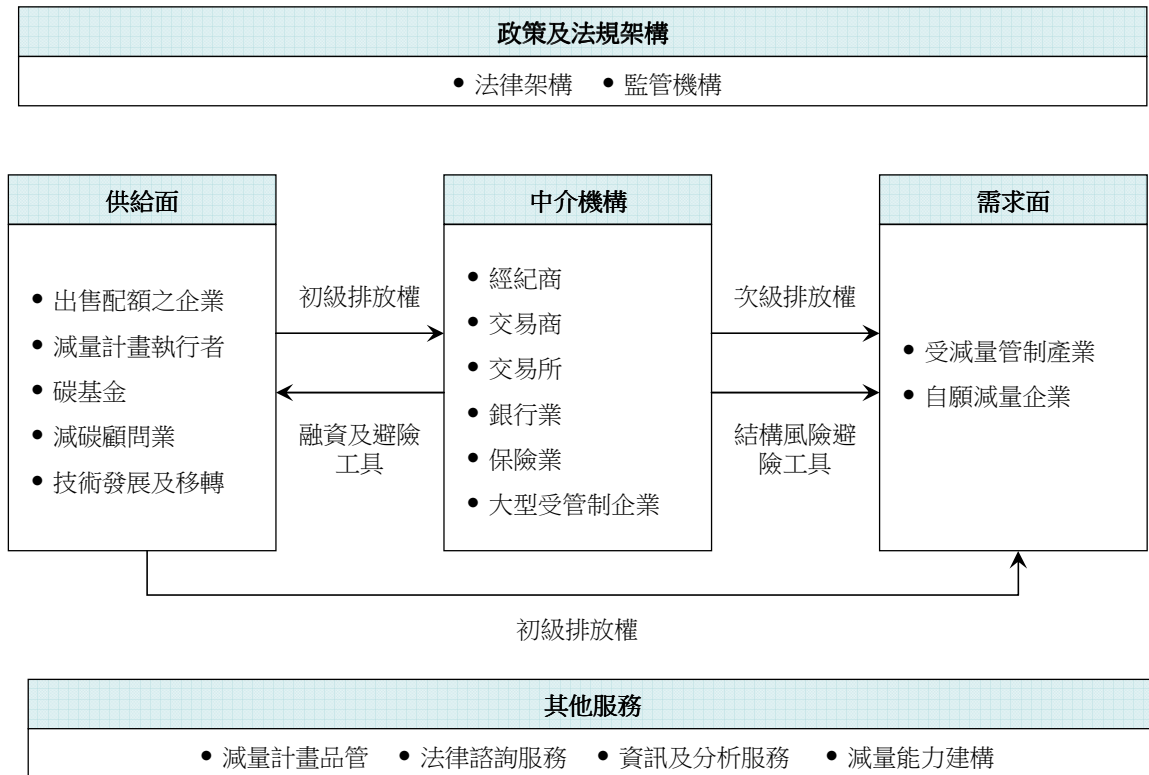 政策及法規架構
• 法律架構 • 監管機構
供給面
• 出售配額之企業
• 減量計畫執行者
• 碳基金
• 減碳顧問業
• 技術發展及移轉
初級排放權
融資及避險
工具
中介機構
• 經紀商
• 交易商
• 交易所
• 銀行業
• 保險業
• 大型受管制企業
次級排放權
結構風險避
險工具
需求面
• 受減量管制產業
• 自願減量企業
初級排放權
其他服務
• 減量計畫品管 • 法律諮詢服務 • 資訊及分析服務 • 減量能力建構